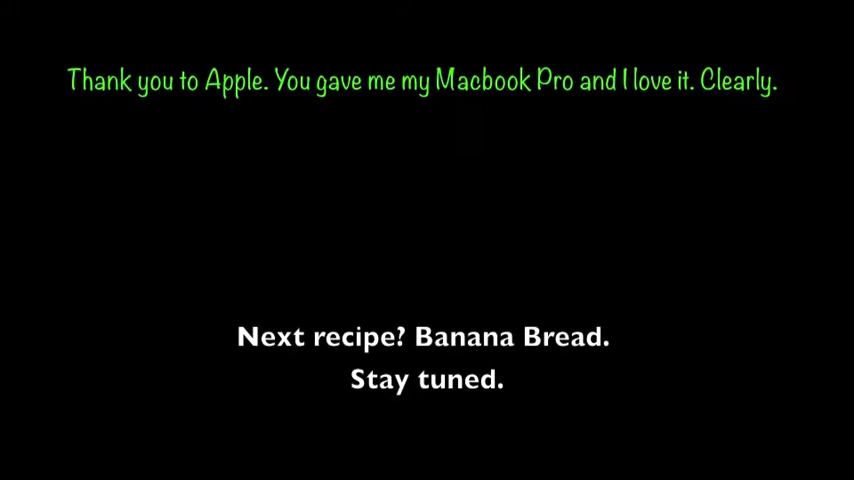 Thank you to Apple. You gave me my Macbook Pro and I love it. Clearly.
Next recipe? Banana Bread.
Stay tuned.